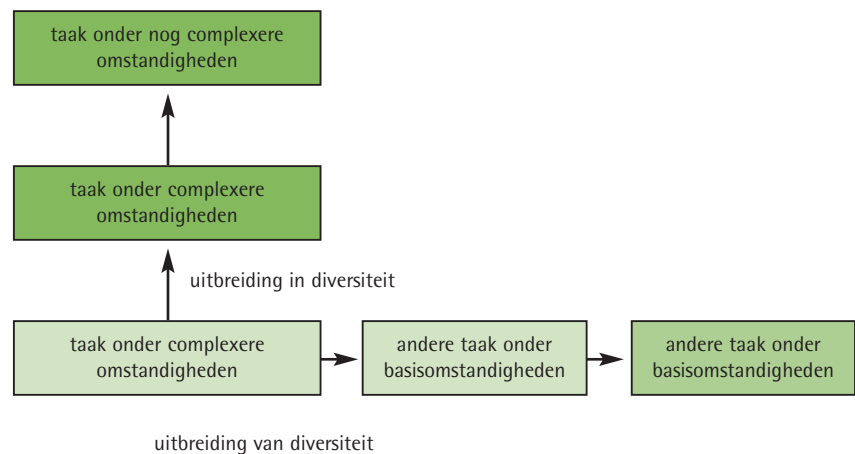 taak onder nog complexere
omstandigheden
taak onder complexere
omstandigheden
uitbreiding in diversiteit
taak onder complexere
omstandigheden
andere taak onder
basisomstandigheden
andere taak onder
basisomstandigheden
uitbreiding van diversiteit